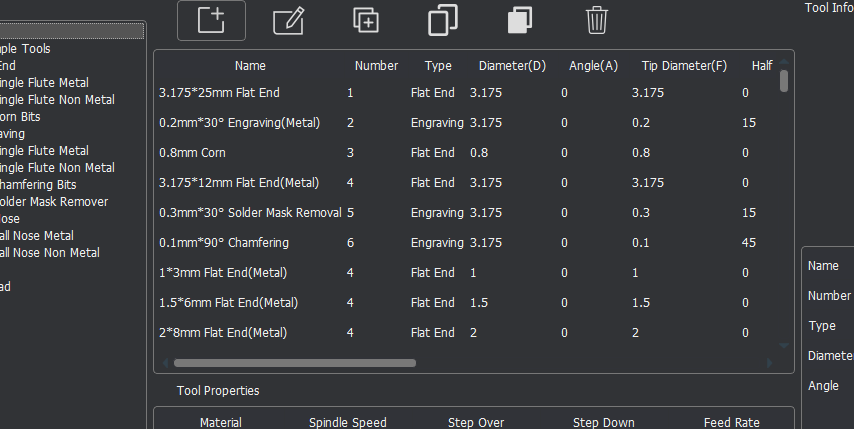 Tool Info
ple Tools
End
ingle Flute Metal
ingle Flute Non Metal
orn Bits
aving
ingle Flute Metal
ingle Flute Non Metal
hamfering Bits
older Mask Remover
Nose
all Nose Metal
all Nose Non Metal
ad
Name Number Type Diameter(D) Angle(A) Tip Diameter(F) Half
3.175*25mm Flat End 1 Flat End 3.175 0 3.175 0
0.2mm*30° Engraving(Metal) 2 Engraving 3.175 0 0.2 15
0.8mm Corn 3 Flat End 0.8 0 0.8 0
3.175*12mm Flat End(Metal) 4 Flat End 3.175 0 3.175 0
0.3mm*30° Solder Mask Removal 5 Engraving 3.175 0 0.3 15
0.1mm*90° Chamfering 6 Engraving 3.175 0 0.1 45
1*3mm Flat End(Metal) 4 Flat End 1 0 1 0
1.5*6mm Flat End(Metal) 4 Flat End 1.5 0 1.5 0
2*8mm Flat End(Metal) 4 Flat End 2 0 2 0
Tool Properties
Material Spindle Speed Step Over Step Down Feed Rate
Name
Number
Type
Diamete
Angle